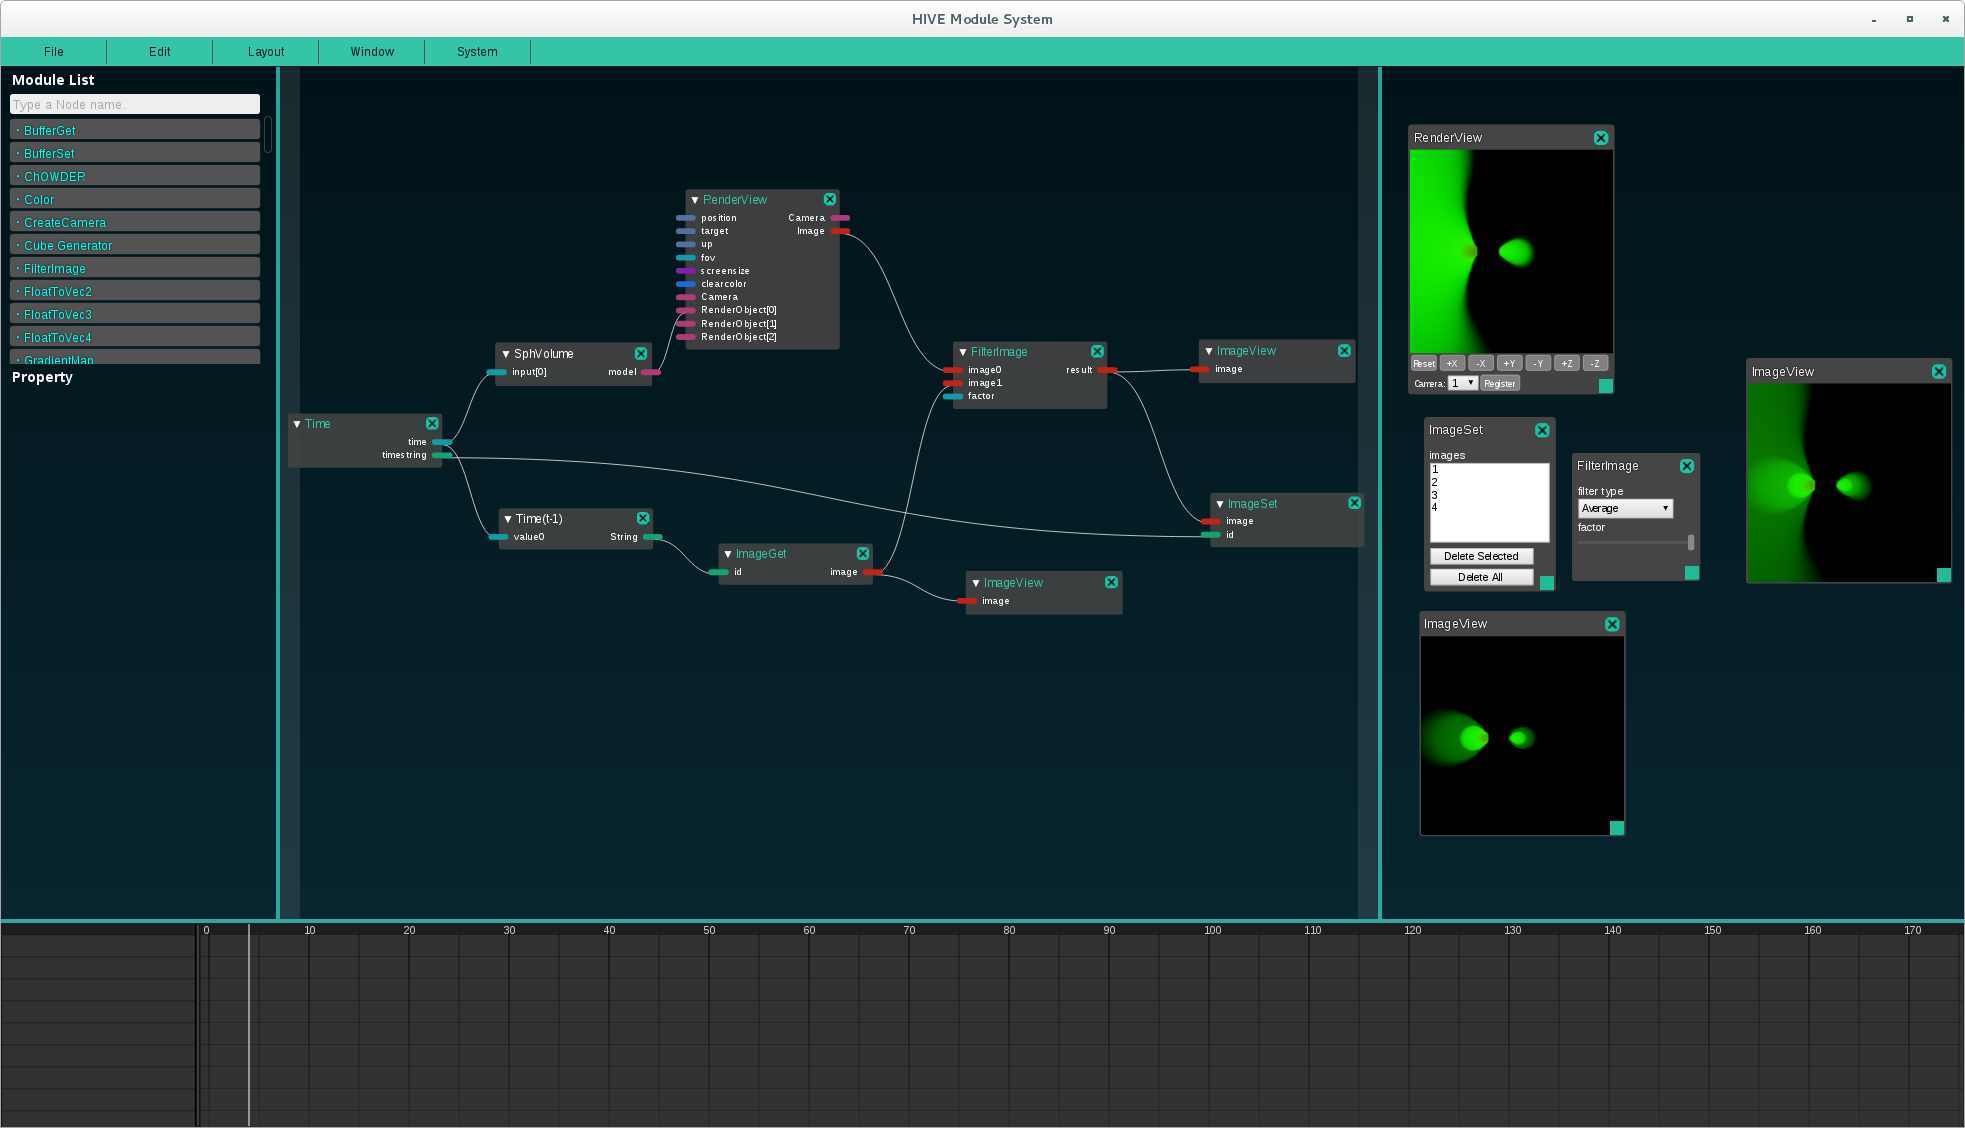 HIVE Module System
File Edit Layout Window System
Module List
Type a Node name.
· BufferGet
· BufferSet
· ChOWDER
· Color
· CreateCamera
· Cube Generator
· FilterImage
· FloatToVec2
· FloatToVec3
· FloatToVec4
· GradientMap
Property
▼ Time
time
timestring
▼ SphVolume
input[0] model
▼ Time(t-1)
value0 String
▼ RenderView
position Camera
target Image
up
fov
screensize
clearcolor
Camera
RenderObject[0]
RenderObject[1]
RenderObject[2]
▼ ImageGet
id image
▼ FilterImage
image0 result
image1
factor
▼ ImageView
image
▼ ImageView
image
▼ ImageSet
image
id
RenderView
Reset +X -X +Y -Y +Z -Z
Camera: 1 ▼ Register
ImageSet
images
1
2
3
4
Delete Selected
Delete All
FilterImage
filter type
Average ▼
factor
ImageView
ImageView
0 10 20 30 40 50 60 70 80 90 100 110 120 130 140 150 160 170